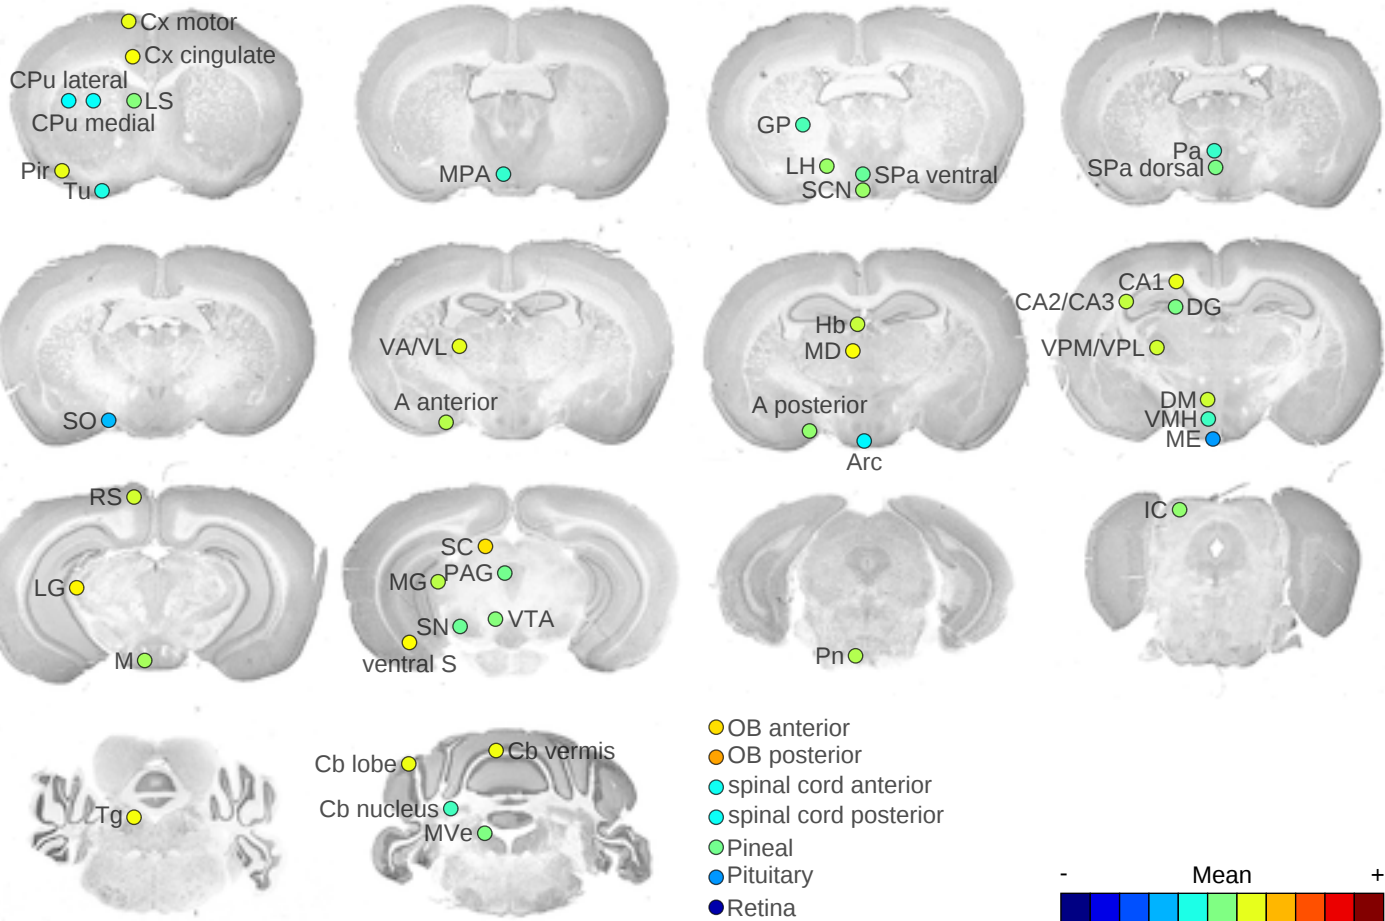 Cx motor
Cx cingulate
CPu lateral
LS
CPu medial
Pir
Tu
MPA
GP
LH
SPa ventral
SCN
Pa
SPa dorsal
SO
VA/VL
A anterior
Hb
MD
A posterior
Arc
CA1
CA2/CA3
DG
VPM/VPL
DM
VMH
ME
RS
LG
M
SC
PAG
MG
VTA
SN
ventral S
Pn
IC
Tg
Cb vermis
Cb lobe
Cb nucleus
MVe
OB anterior
OB posterior
spinal cord anterior
spinal cord posterior
Pineal
Pituitary
Retina
- Mean +